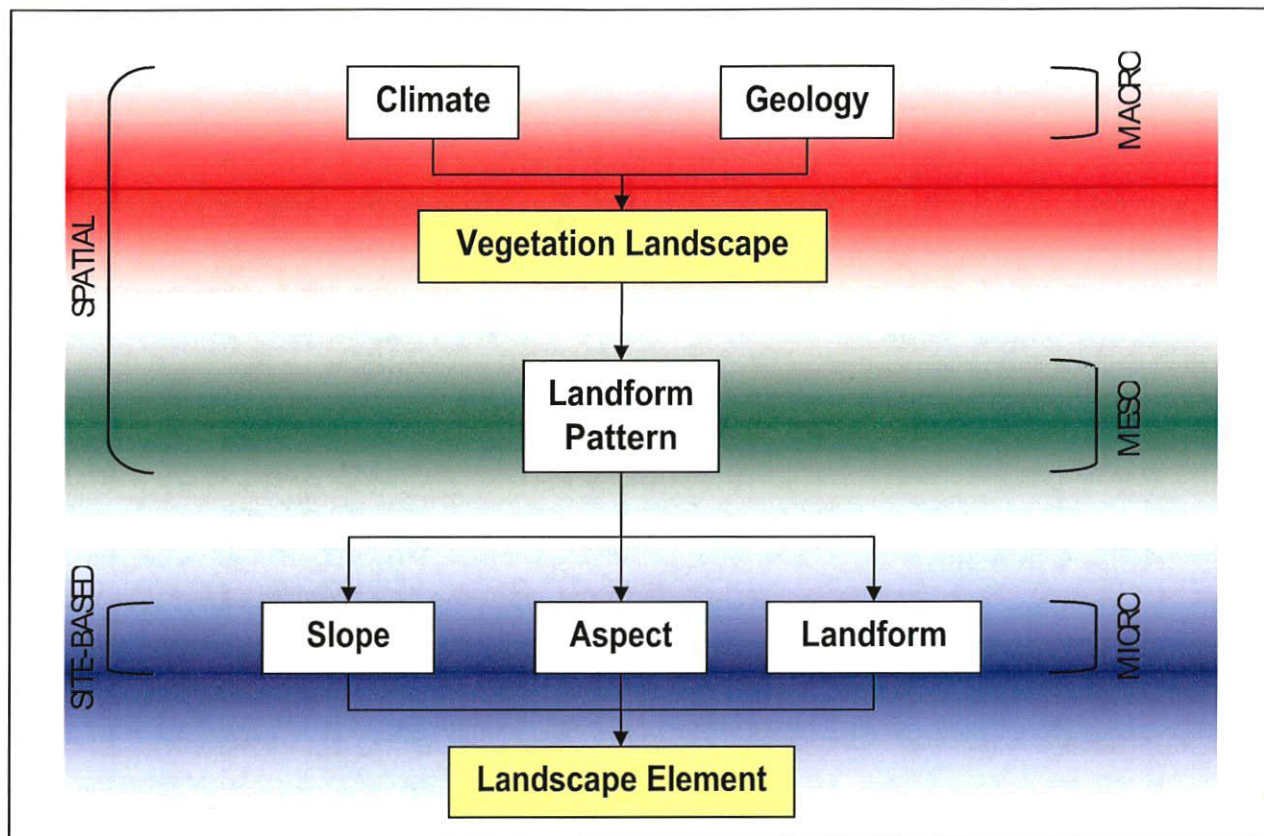 SPATIAL
MACRO
Climate
Geology
Vegetation Landscape
MESO
Landform
Pattern
SITE-BASED
MICRO
Slope
Aspect
Landform
Landscape Element